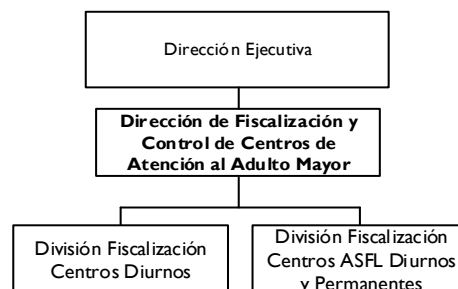 Dirección Ejecutiva
Dirección de Fiscalización y
Control de Centros de
Atención al Adulto Mayor
División Fiscalización
Centros Diurnos
División Fiscalización
Centros ASFL Diurnos
y Permanentes